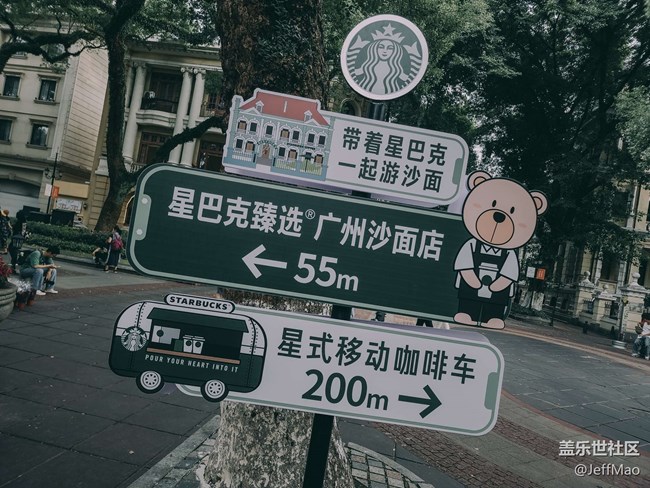 带着星巴克
一起游沙面
星巴克臻选® 广州沙面店
← 55m
STARBUCKS
POUR YOUR HEART INTO IT
星式移动咖啡车
200m →
盖乐世社区
@JeffMao